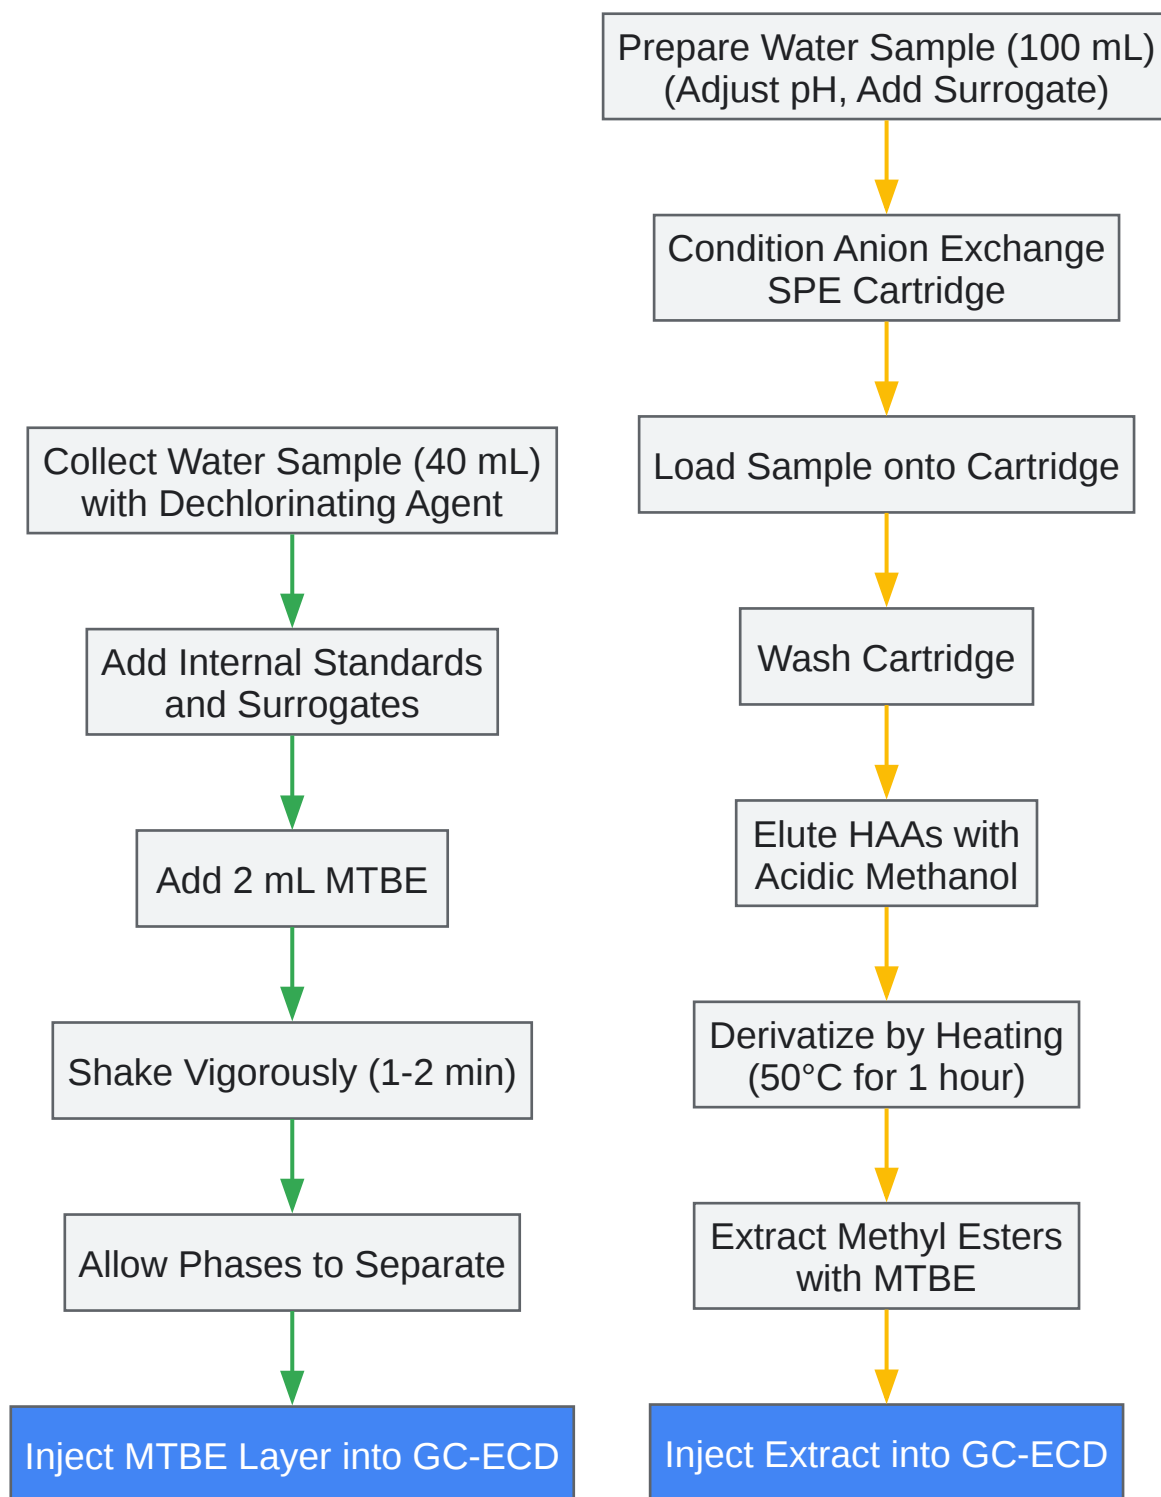 Collect Water Sample (40 mL)
with Dechlorinating Agent
Add Internal Standards
and Surrogates
Add 2 mL MTBE
Shake Vigorously (1-2 min)
Allow Phases to Separate
Inject MTBE Layer into GC-ECD
Prepare Water Sample (100 mL)
(Adjust pH, Add Surrogate)
Condition Anion Exchange
SPE Cartridge
Load Sample onto Cartridge
Wash Cartridge
Elute HAAs with
Acidic Methanol
Derivatize by Heating
(50°C for 1 hour)
Extract Methyl Esters
with MTBE
Inject Extract into GC-ECD